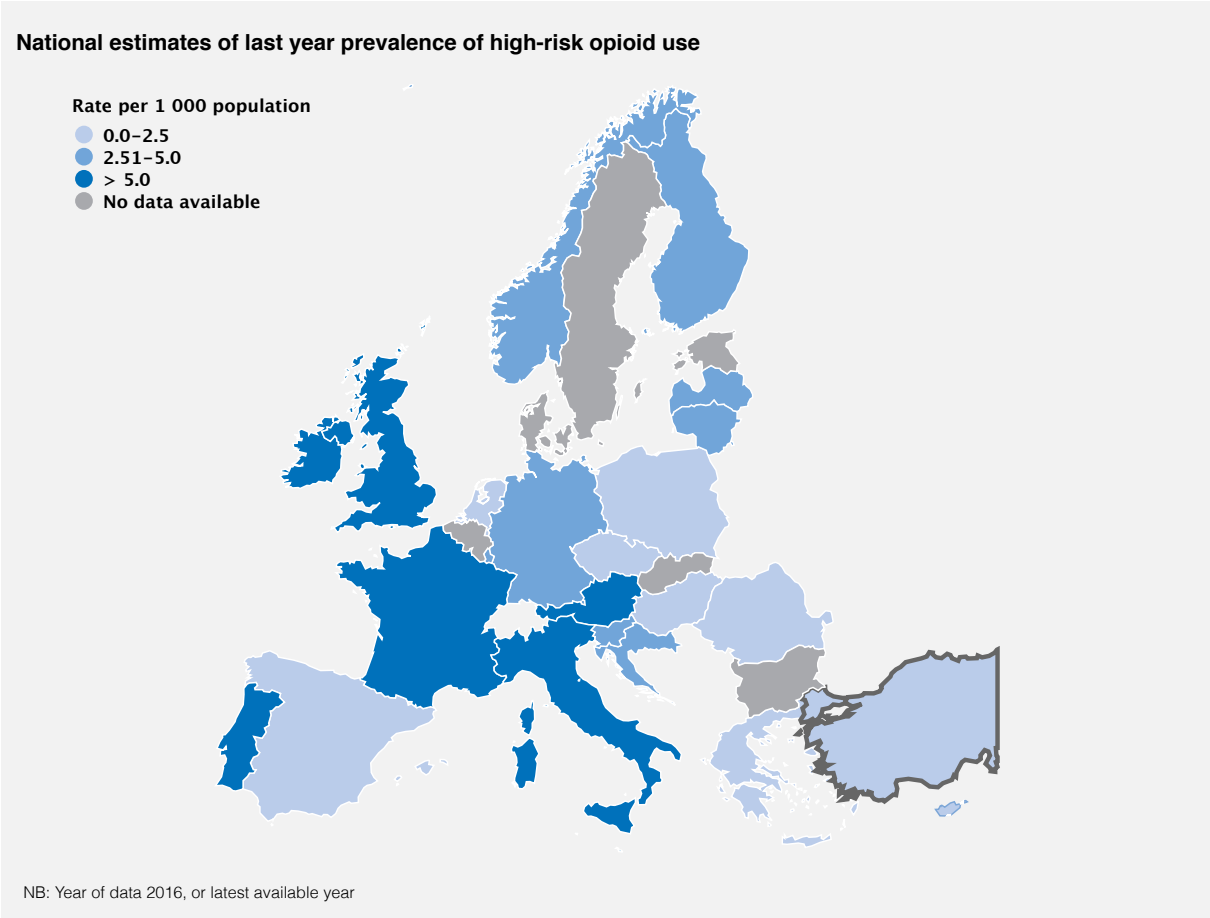 National estimates of last year prevalence of high-risk opioid use
Rate per 1 000 population
0.0–2.5
2.51–5.0
> 5.0
No data available
NB: Year of data 2016, or latest available year